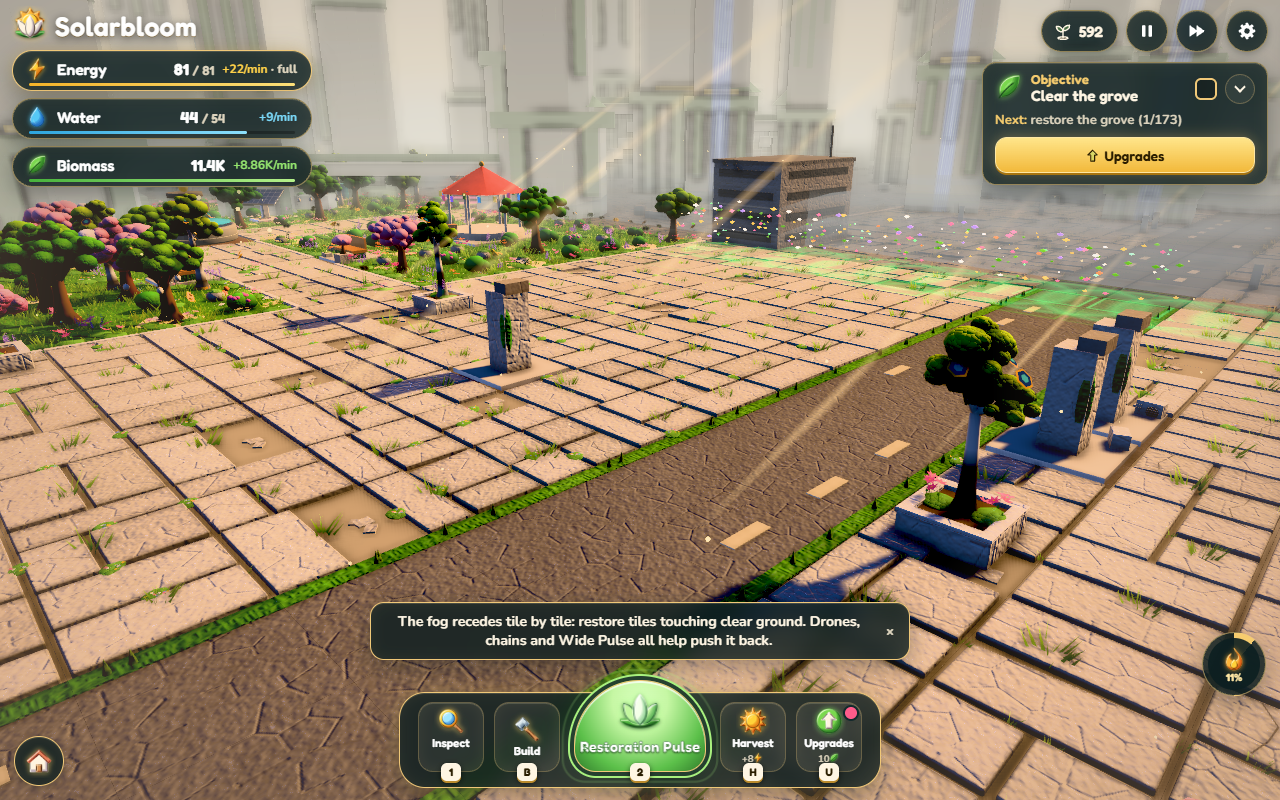 Solarbloom
Energy 81 / 81 +22/min · full
Water 44 / 54 +9/min
Biomass 11.4K +8.86K/min
592
Objective
Clear the grove
Next: restore the grove (1/173)
Upgrades
The fog recedes tile by tile: restore tiles touching clear ground. Drones,
chains and Wide Pulse all help push it back.
×
11%
Inspect
1
Build
B
Restoration Pulse
2
Harvest
+8
H
Upgrades
10
U